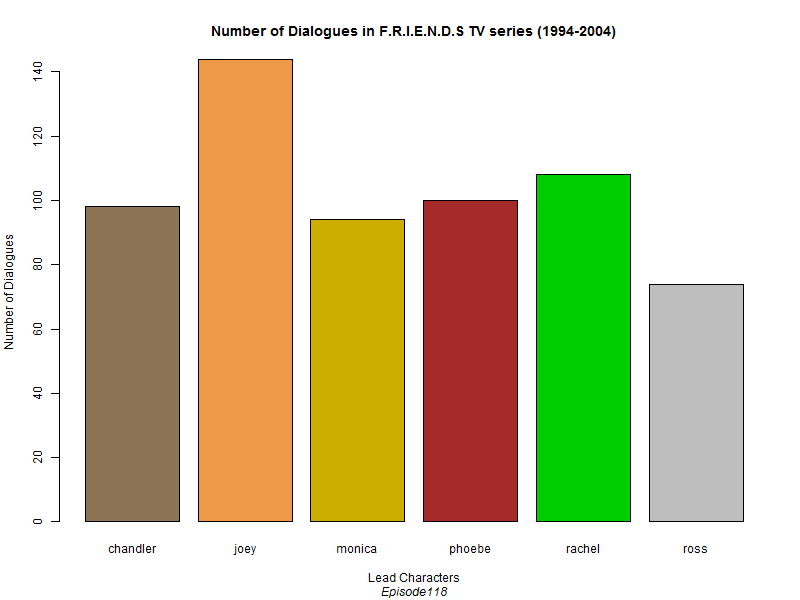 Number of Dialogues in F.R.I.E.N.D.S TV series (1994-2004)
Number of Dialogues
140
120
100
80
60
40
20
0
chandler joey monica phoebe rachel ross
Lead Characters
Episode118